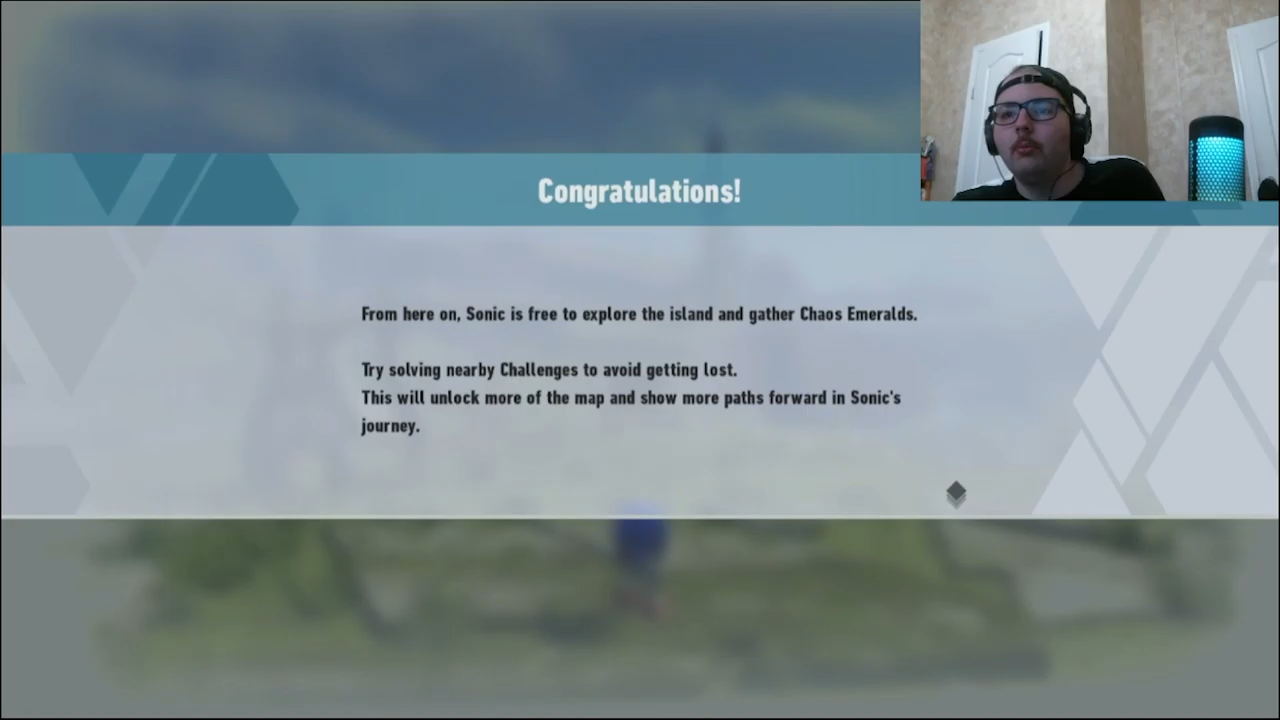 Congratulations!
From here on, Sonic is free to explore the island and gather Chaos Emeralds.
Try solving nearby Challenges to avoid getting lost.
This will unlock more of the map and show more paths forward in Sonic's
journey.